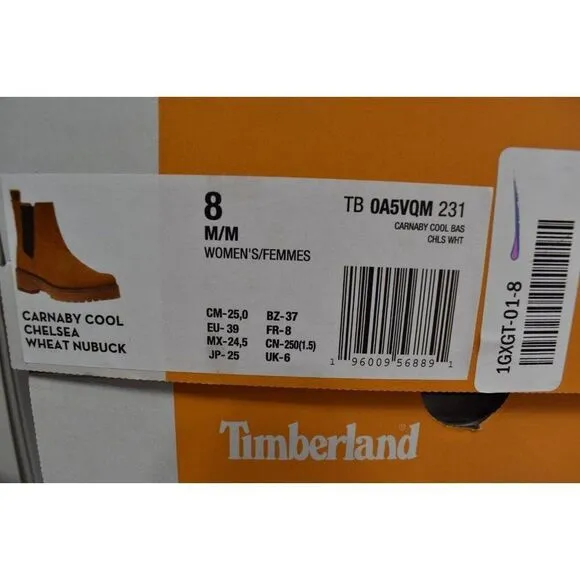 CARNABY COOL
CHELSEA
WHEAT NUBUCK
8
M/M
WOMEN'S/FEMMES
CM-25,0 BZ-37
EU-39 FR-8
MX-24,5 CN-250(1.5)
JP-25 UK-6
TB 0A5VQM 231
CARNABY COOL BAS
CHLS WHT
1 96009 56889 1
1GXGT-01-8
Timberland